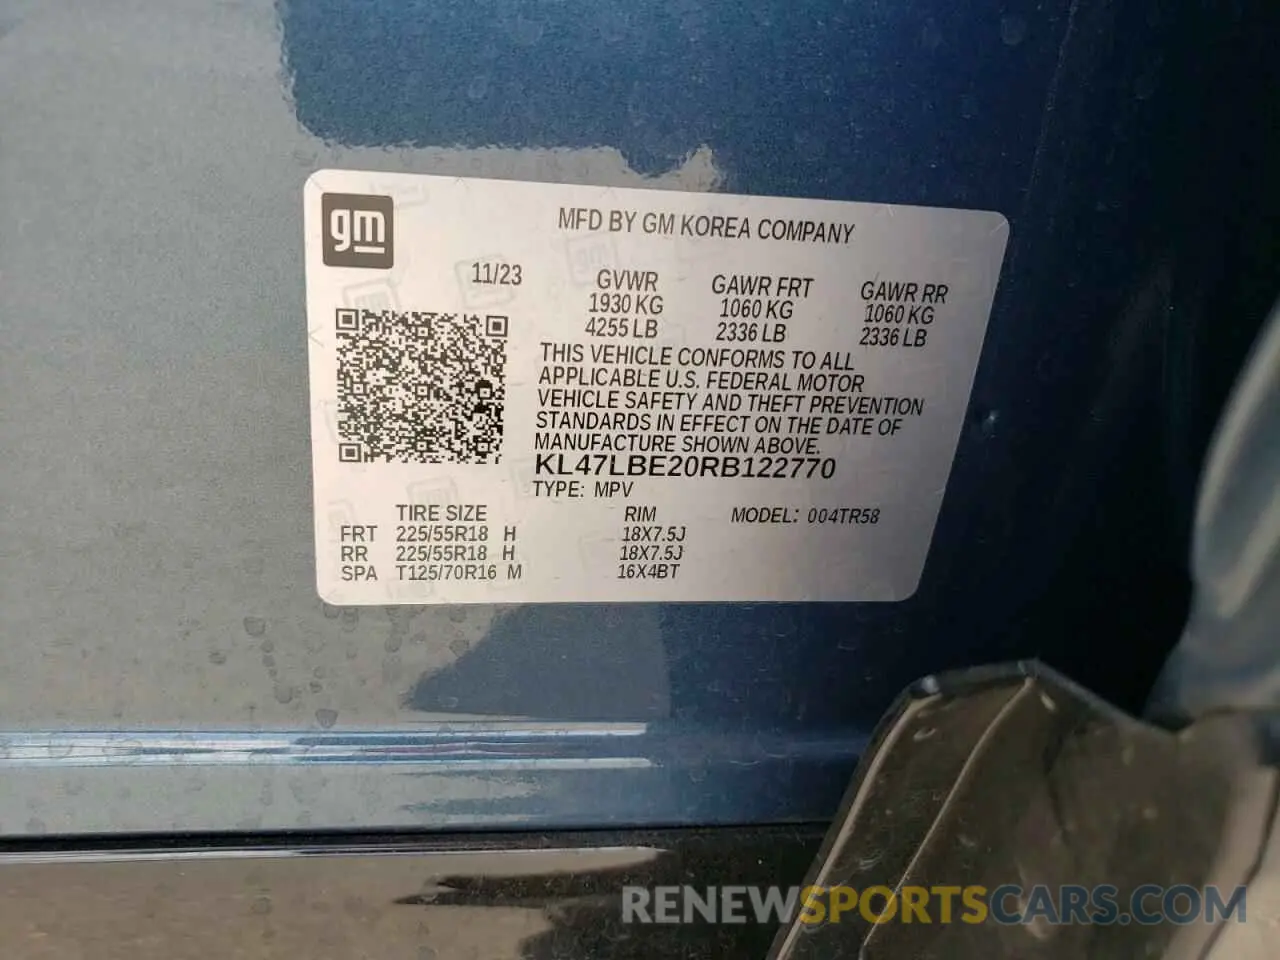 gm
MFD BY GM KOREA COMPANY
11/23 GVWR GAWR FRT GAWR RR
1930 KG 1060 KG 1060 KG
4255 LB 2336 LB 2336 LB
THIS VEHICLE CONFORMS TO ALL
APPLICABLE U.S. FEDERAL MOTOR
VEHICLE SAFETY AND THEFT PREVENTION
STANDARDS IN EFFECT ON THE DATE OF
MANUFACTURE SHOWN ABOVE.
KL47LBE20RB122770
TYPE: MPV
TIRE SIZE RIM MODEL: 004TR58
FRT 225/55R18 H 18X7.5J
RR 225/55R18 H 18X7.5J
SPA T125/70R16 M 16X4BT
RENEWSPORTSCARS.COM